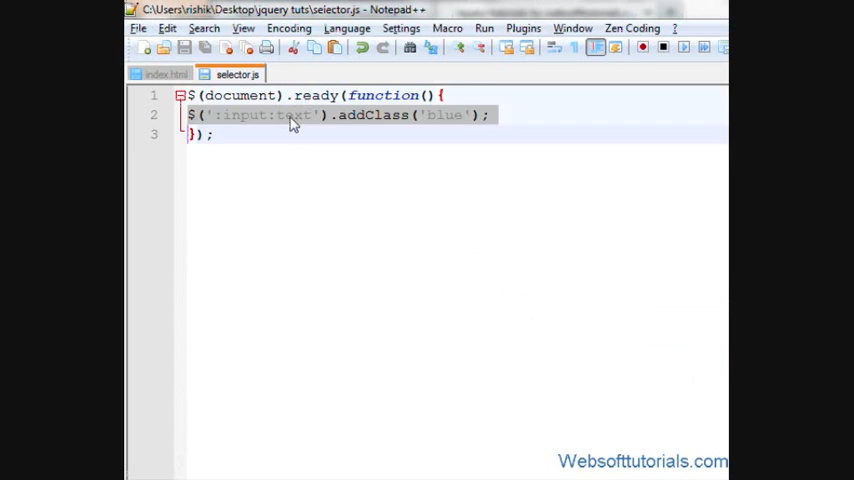 C:\Users\rishik\Desktop\jquery tuts\selector.js - Notepad++
File Edit Search View Encoding Language Settings Macro Run Plugins Window Zen Coding ?
index.html selector.js
1 $(document).ready(function(){
2 $(':input:text').addClass('blue');
3 });
Websofttutorials.com